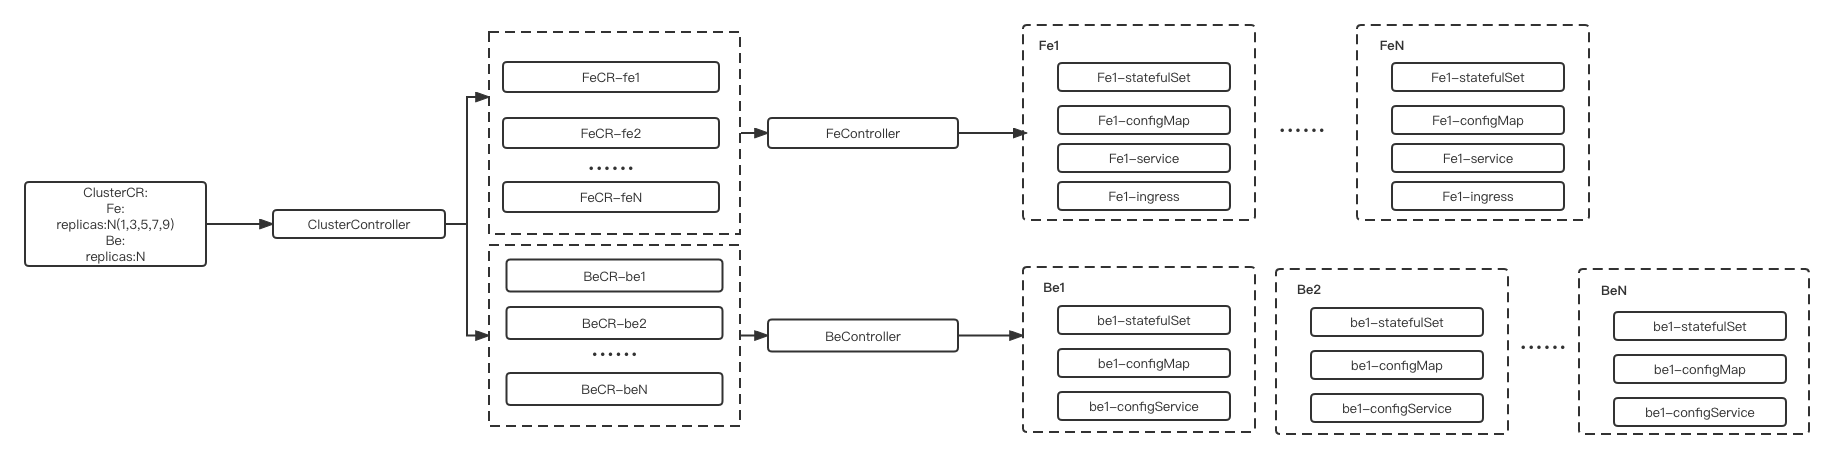 ClusterCR:
Fe:
replicas:N(1,3,5,7,9)
Be:
replicas:N
ClusterController
FeCR-fe1
FeCR-fe2
......
FeCR-feN
BeCR-be1
BeCR-be2
......
BeCR-beN
FeController
BeController
Fe1
Fe1-statefulSet
Fe1-configMap
Fe1-service
Fe1-ingress
......
FeN
Fe1-statefulSet
Fe1-configMap
Fe1-service
Fe1-ingress
Be1
be1-statefulSet
be1-configMap
be1-configService
Be2
be1-statefulSet
be1-configMap
be1-configService
......
BeN
be1-statefulSet
be1-configMap
be1-configService